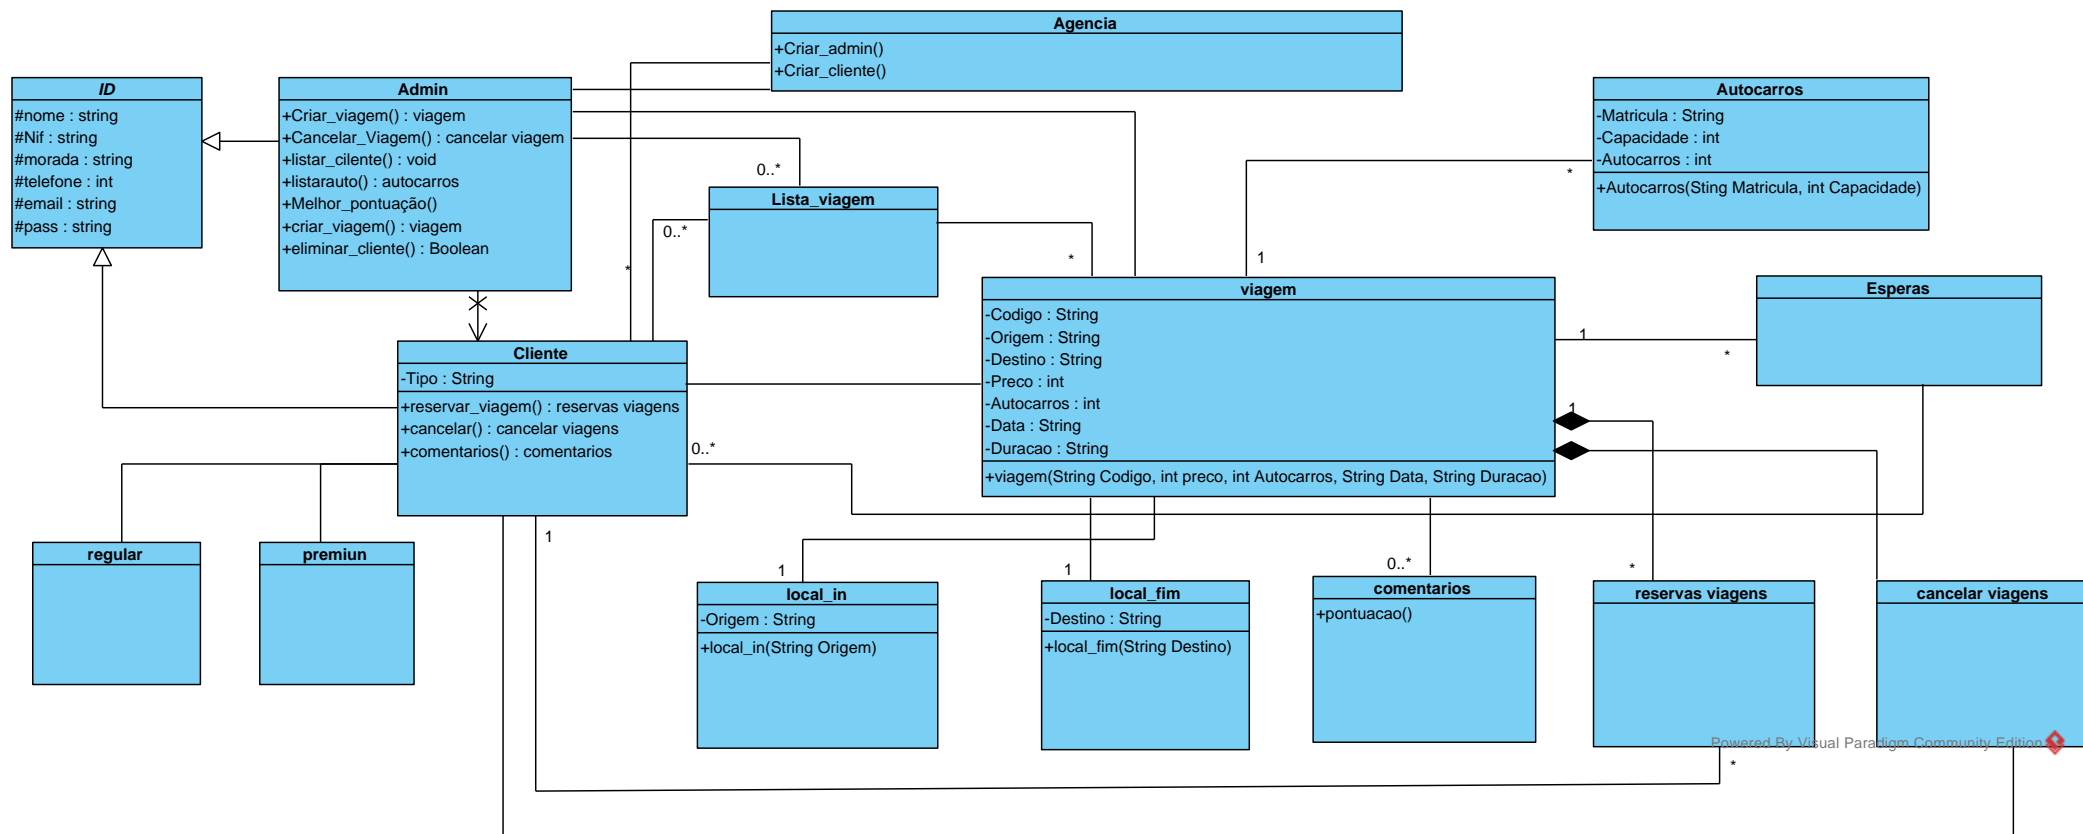 Agencia
+Criar_admin()
+Criar_cliente()
ID
#nome : string
#Nif : string
#morada : string
#telefone : int
#email : string
#pass : string
Admin
+Criar_viagem() : viagem
+Cancelar_Viagem() : cancelar viagem
+listar_cilente() : void
+listarauto() : autocarros
+Melhor_pontuação()
+criar_viagem() : viagem
+eliminar_cliente() : Boolean
Autocarros
-Matricula : String
-Capacidade : int
-Autocarros : int
+Autocarros(Sting Matricula, int Capacidade)
0..*
*
Lista_viagem
0..*
*
*
1
viagem
-Codigo : String
-Origem : String
-Destino : String
-Preco : int
-Autocarros : int
-Data : String
-Duracao : String
+viagem(String Codigo, int preco, int Autocarros, String Data, String Duracao)
Esperas
1
*
1
Cliente
-Tipo : String
+reservar_viagem() : reservas viagens
+cancelar() : cancelar viagens
+comentarios() : comentarios
0..*
1
regular
premiun
1
1
0..*
*
local_in
-Origem : String
+local_in(String Origem)
local_fim
-Destino : String
+local_fim(String Destino)
comentarios
+pontuacao()
reservas viagens
cancelar viagens
Powered By Visual Paradigm Community Edition
*